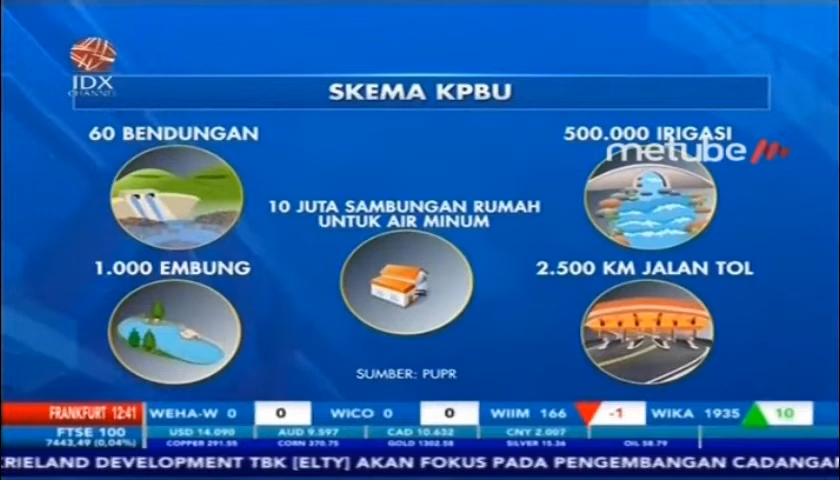 IDX
CHANNEL
SKEMA KPBU
60 BENDUNGAN
500.000 IRIGASI
metube
10 JUTA SAMBUNGAN RUMAH
UNTUK AIR MINUM
1.000 EMBUNG
2.500 KM JALAN TOL
SUMBER: PUPR
FRANKFURT 12:41 WEHA-W 0 0 WICO 0 0 WIIM 166 -1 WIKA 1935 10
FTSE 100 USD 14.090 AUD 9.597 CAD 10.632 CNY 2.007
7443,49 (0,04%) COPPER 291.55 CORN 370.75 GOLD 1302.58 SILVER 15.36 OIL 58.79
KRIELAND DEVELOPMENT TBK [ELTY] AKAN FOKUS PADA PENGEMBANGAN CADANGAN